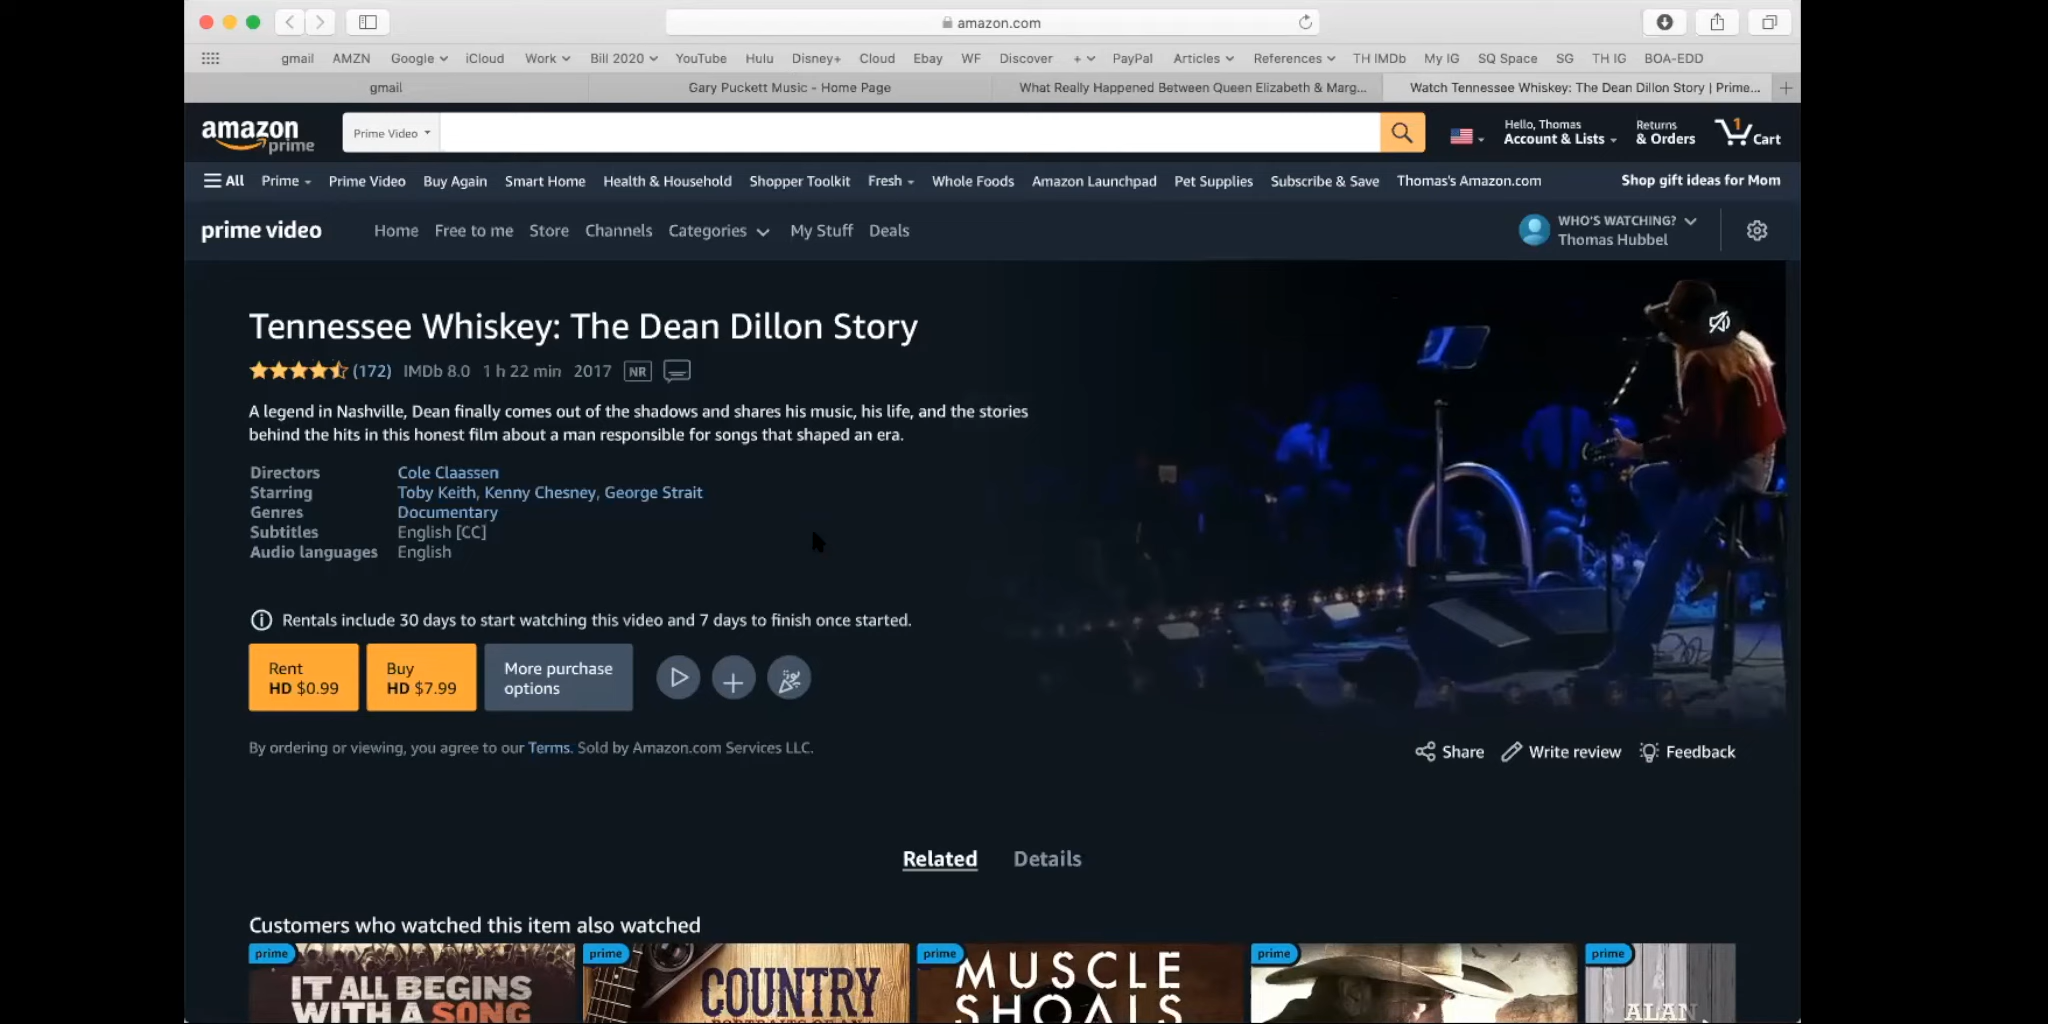 amazon.com
gmail AMZN Google iCloud Work Bill 2020 YouTube Hulu Disney+ Cloud Ebay WF Discover + PayPal Articles References TH IMDb My IG SQ Space SG TH IG BOA-EDD
gmail
Gary Puckett Music - Home Page
What Really Happened Between Queen Elizabeth & Marg...
Watch Tennessee Whiskey: The Dean Dillon Story | Prime...
amazon prime
Prime Video
Hello, Thomas
Account & Lists
Returns
& Orders
1
Cart
All Prime Prime Video Buy Again Smart Home Health & Household Shopper Toolkit Fresh Whole Foods Amazon Launchpad Pet Supplies Subscribe & Save Thomas's Amazon.com Shop gift ideas for Mom
prime video Home Free to me Store Channels Categories My Stuff Deals
WHO'S WATCHING?
Thomas Hubbel
Tennessee Whiskey: The Dean Dillon Story
(172) IMDb 8.0 1 h 22 min 2017 NR
A legend in Nashville, Dean finally comes out of the shadows and shares his music, his life, and the stories
behind the hits in this honest film about a man responsible for songs that shaped an era.
Directors Cole Claassen
Starring Toby Keith, Kenny Chesney, George Strait
Genres Documentary
Subtitles English [CC]
Audio languages English
Rentals include 30 days to start watching this video and 7 days to finish once started.
Rent
HD $0.99
Buy
HD $7.99
More purchase
options
By ordering or viewing, you agree to our Terms. Sold by Amazon.com Services LLC.
Share Write review Feedback
Related Details
Customers who watched this item also watched
prime
IT ALL BEGINS
WITH A SONG
prime
COUNTRY
prime
MUSCLE
SHOALS
prime
prime
ALAN